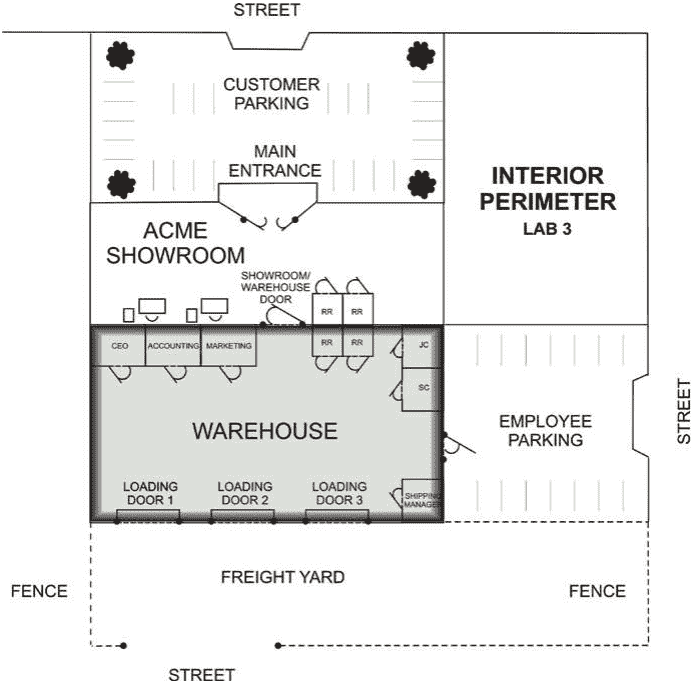 STREET
CUSTOMER
PARKING
MAIN
ENTRANCE
INTERIOR
PERIMETER
LAB 3
ACME
SHOWROOM
SHOWROOM/
WAREHOUSE
DOOR
RR RR
CEO ACCOUNTING MARKETING RR RR JC
SC
WAREHOUSE
EMPLOYEE
PARKING
STREET
LOADING
DOOR 1
LOADING
DOOR 2
LOADING
DOOR 3
SHIPPING
MANAGER
FREIGHT YARD
FENCE
FENCE
STREET